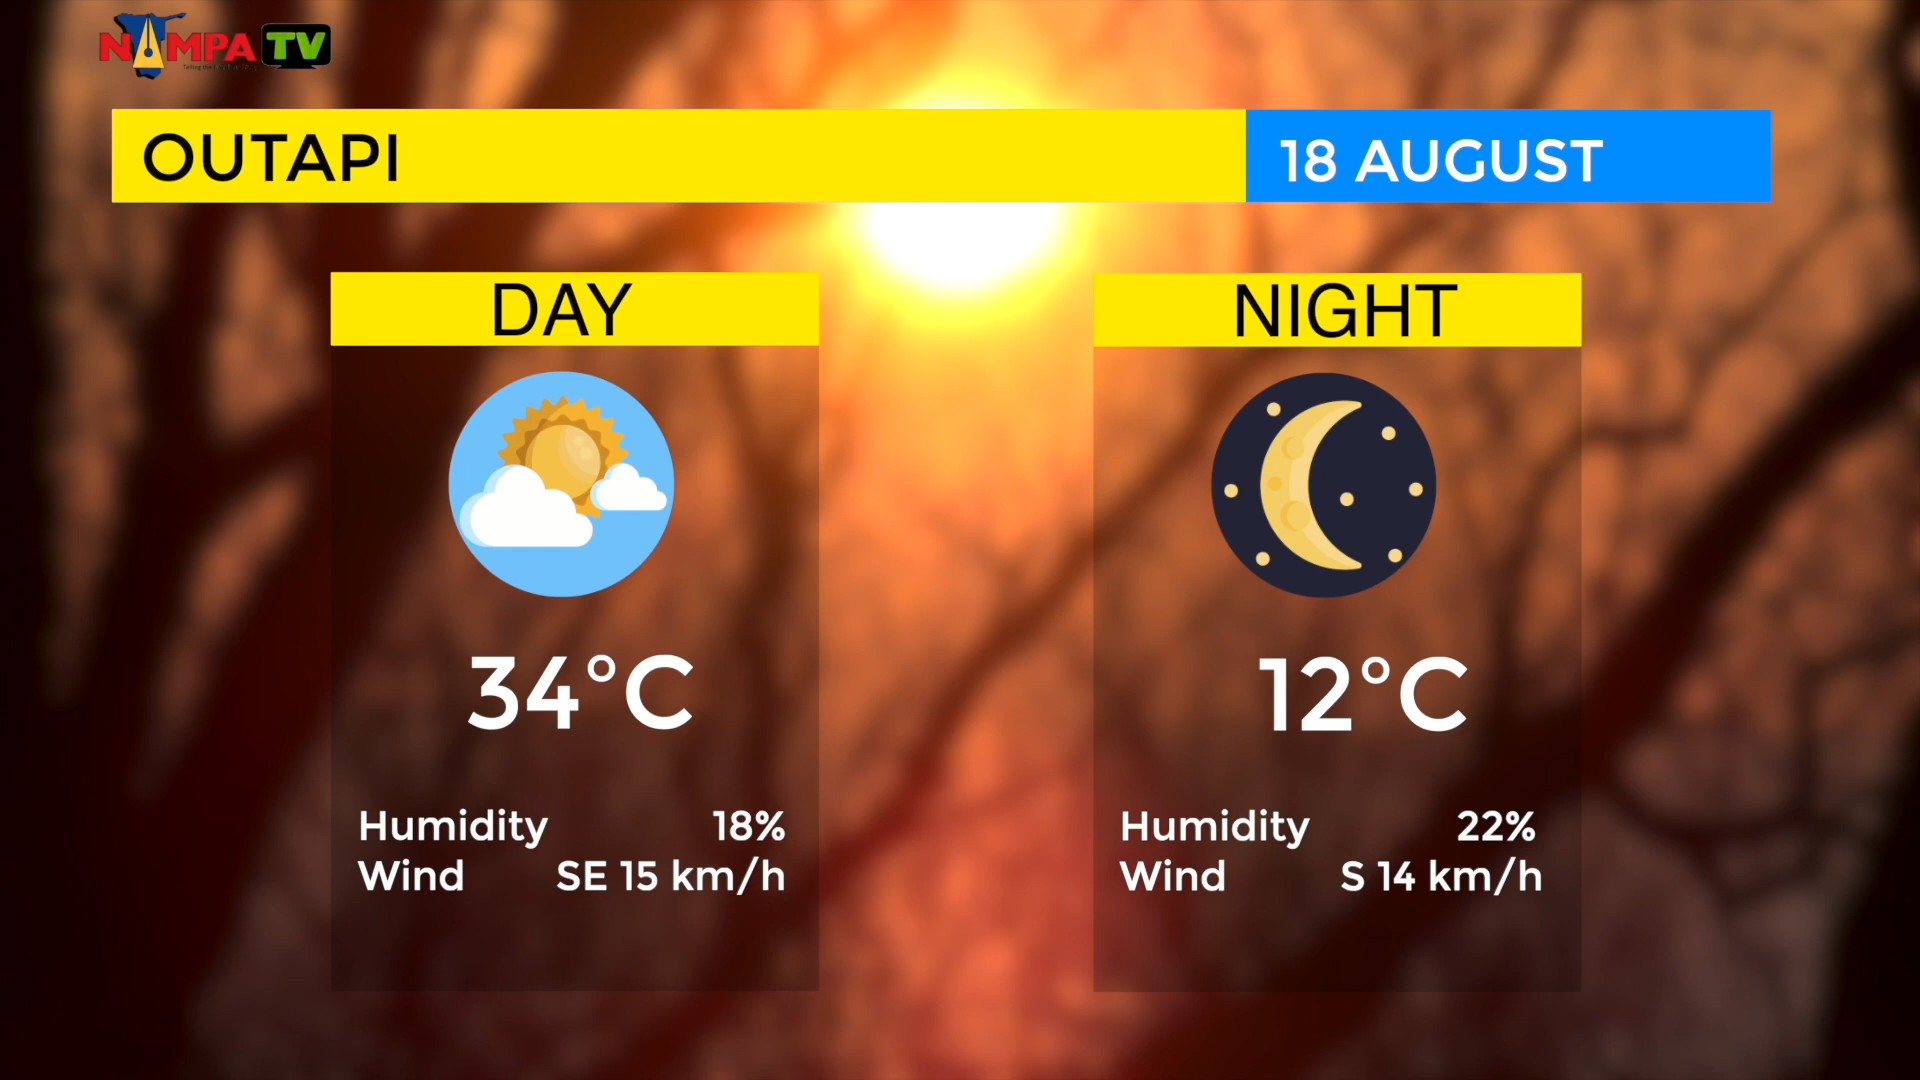 NAMPA TV
OUTAPI
18 AUGUST
DAY
NIGHT
34°C
12°C
Humidity 18%
Wind SE 15 km/h
Humidity 22%
Wind S 14 km/h